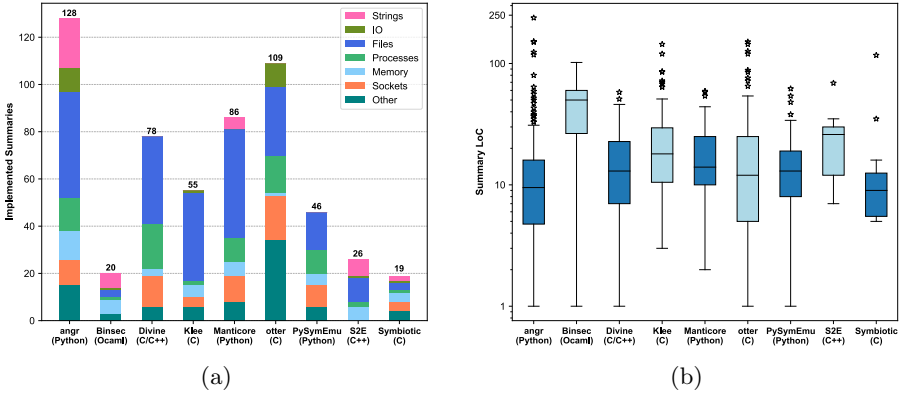 Implemented Summaries
120
100
80
60
40
20
0
128
20
78
55
86
109
46
26
19
Strings
IO
Files
Processes
Memory
Sockets
Other
angr Binsec Divine Klee Manticore otter PySymEmu S2E Symbiotic
(Python) (Ocaml) (C/C++) (C) (Python) (C) (Python) (C++) (C)
(a)
Summary LoC
250
100
50
10
1
angr Binsec Divine Klee Manticore otter PySymEmu S2E Symbiotic
(Python) (Ocaml) (C/C++) (C) (Python) (C) (Python) (C++) (C)
(b)